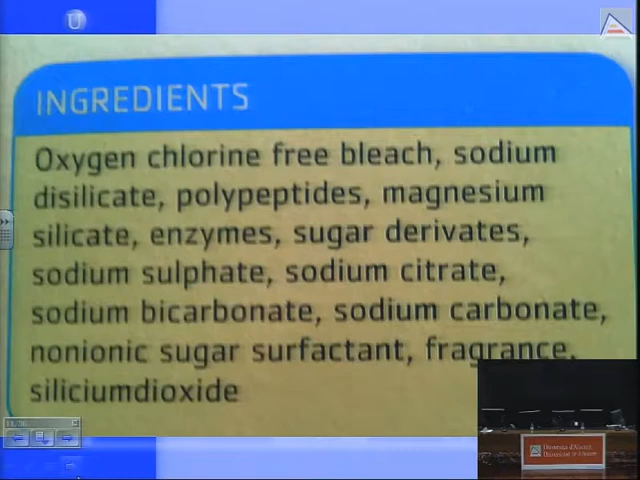 INGREDIENTS
Oxygen chlorine free bleach, sodium
disilicate, polypeptides, magnesium
silicate, enzymes, sugar derivates,
sodium sulphate, sodium citrate,
sodium bicarbonate, sodium carbonate,
nonionic sugar surfactant, fragrance,
siliciumdioxide
U